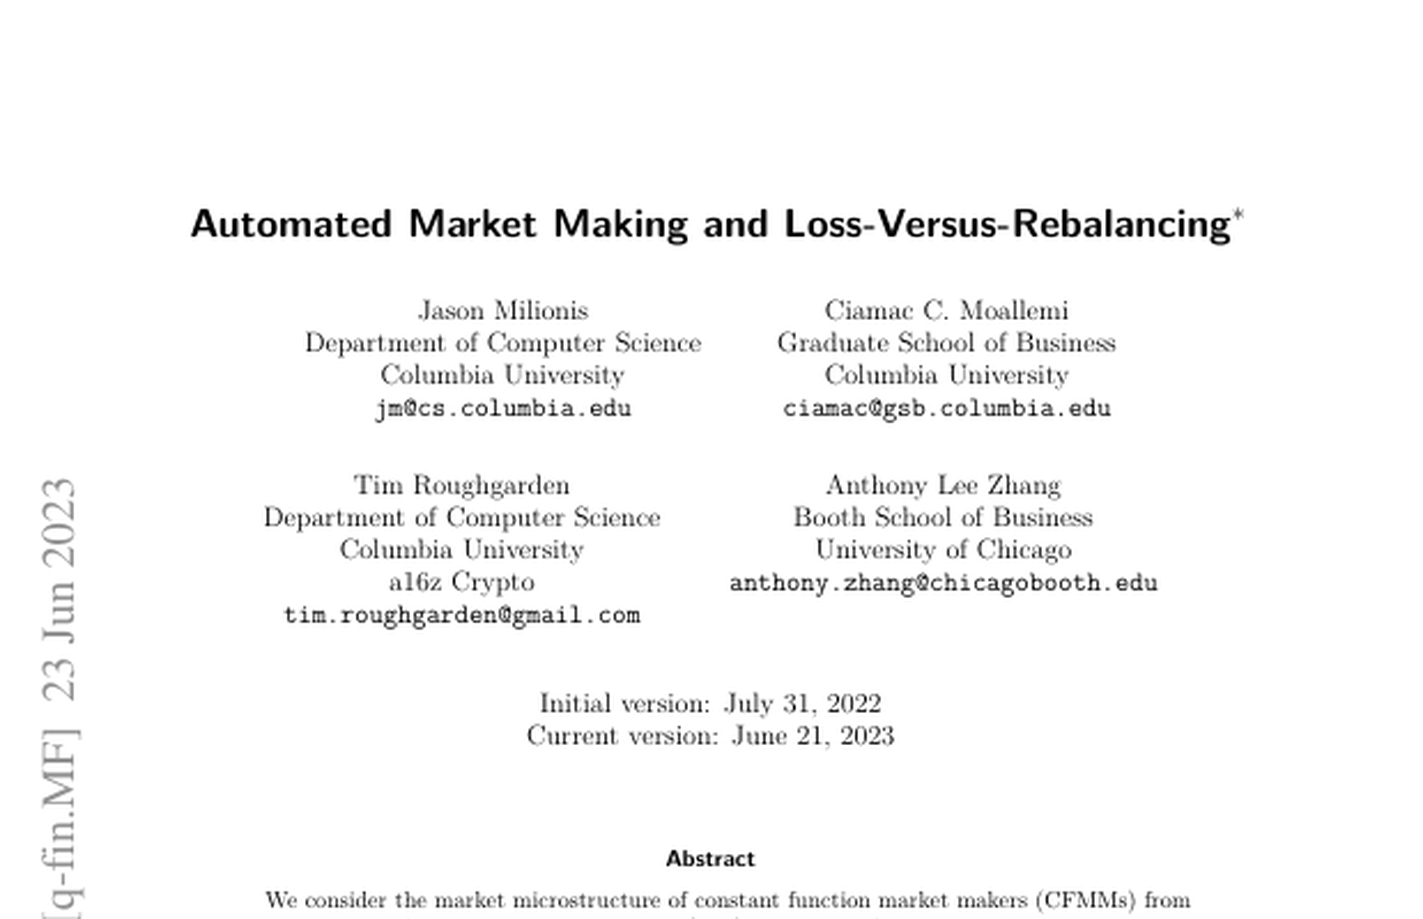 Automated Market Making and Loss-Versus-Rebalancing*
Jason Milionis
Department of Computer Science
Columbia University
jm@cs.columbia.edu
Ciamac C. Moallemi
Graduate School of Business
Columbia University
ciamac@gsb.columbia.edu
Tim Roughgarden
Department of Computer Science
Columbia University
a16z Crypto
tim.roughgarden@gmail.com
Anthony Lee Zhang
Booth School of Business
University of Chicago
anthony.zhang@chicagobooth.edu
Initial version: July 31, 2022
Current version: June 21, 2023
Abstract
We consider the market microstructure of constant function market makers (CFMMs) from
[q-fin.MF] 23 Jun 2023